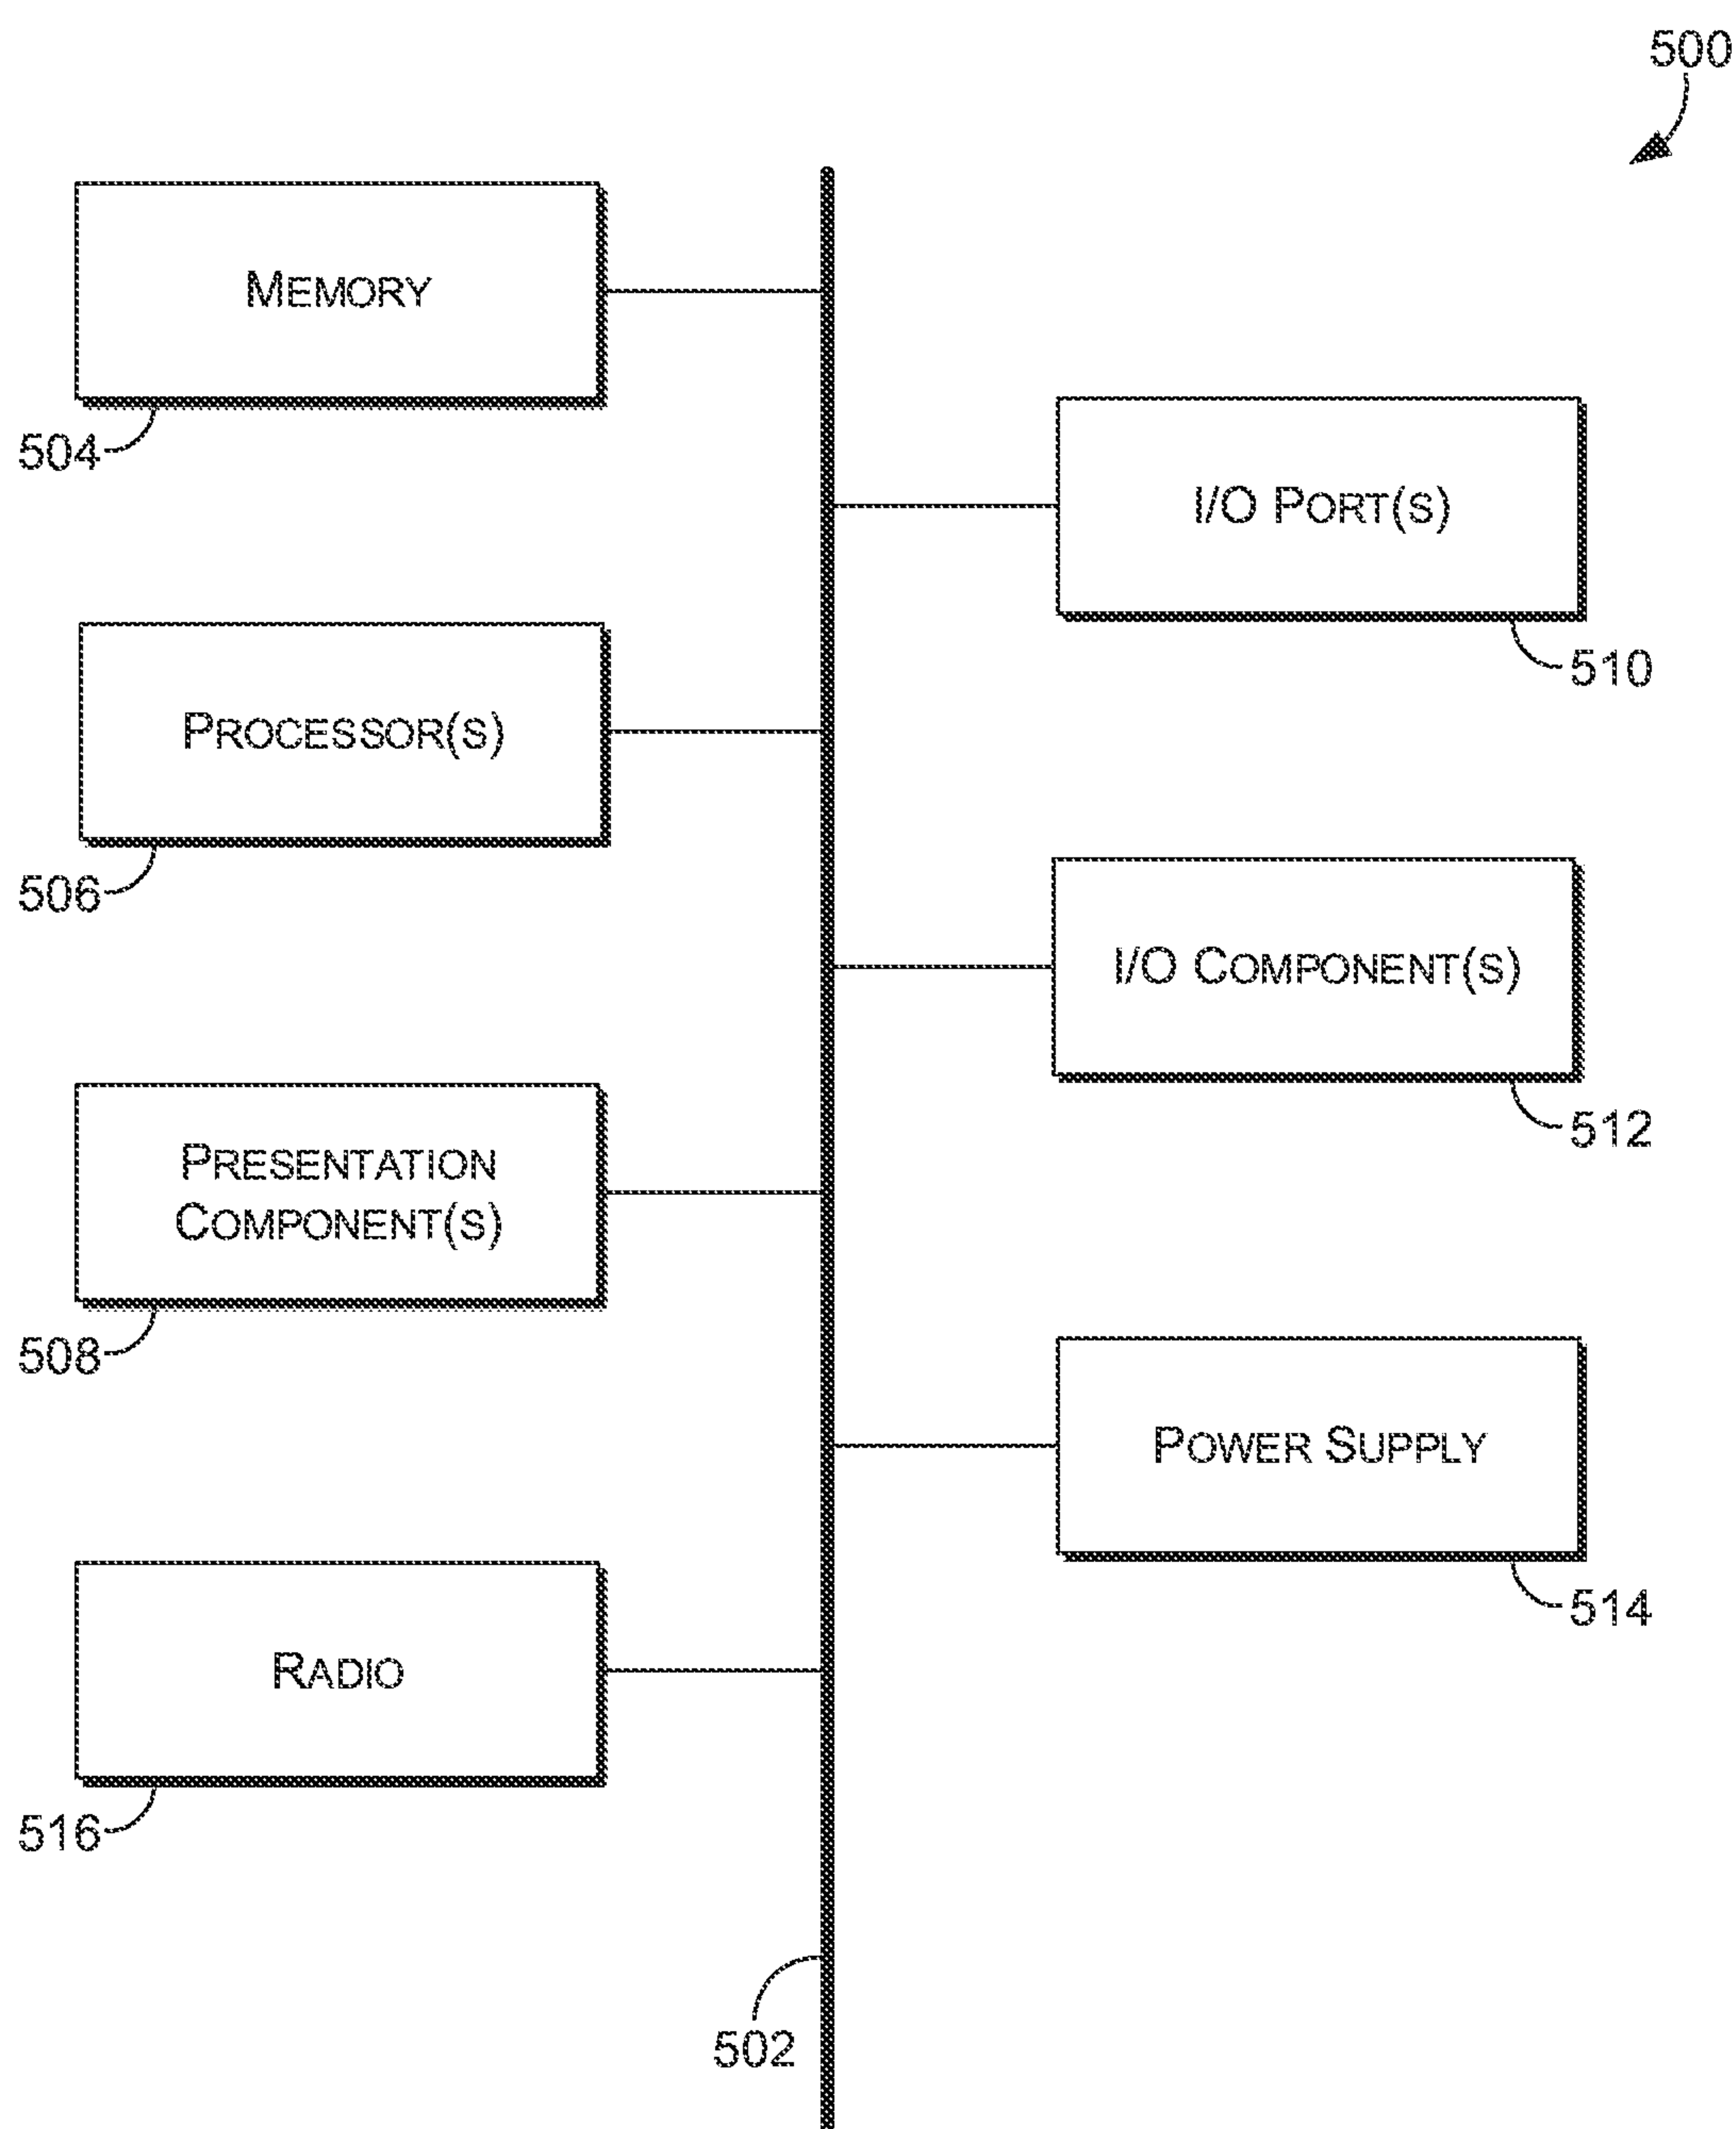 500
MEMORY
504
I/O PORT(S)
510
PROCESSOR(S)
506
I/O COMPONENT(S)
512
PRESENTATION
COMPONENT(S)
508
POWER SUPPLY
514
RADIO
516
502